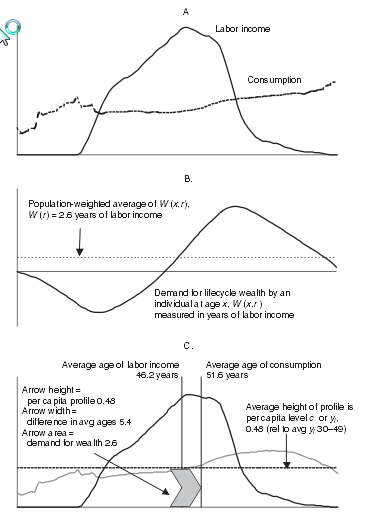 A
Labor income
Consumption
B.
Population-weighted average of W (x,r),
W (r) = 2.6 years of labor income
Demand for lifecycle wealth by an
individual at age x, W (x,r )
measured in years of labor income
C.
Average age of labor income
46.2 years
Average age of consumption
51.6 years
Arrow height =
per capita profile 0.48
Arrow width =
difference in avg ages 5.4
Arrow area =
demand for wealth 2.6
Average height of profile is
per capita level c or yl,
0.48 (rel to avg yl 30–49)